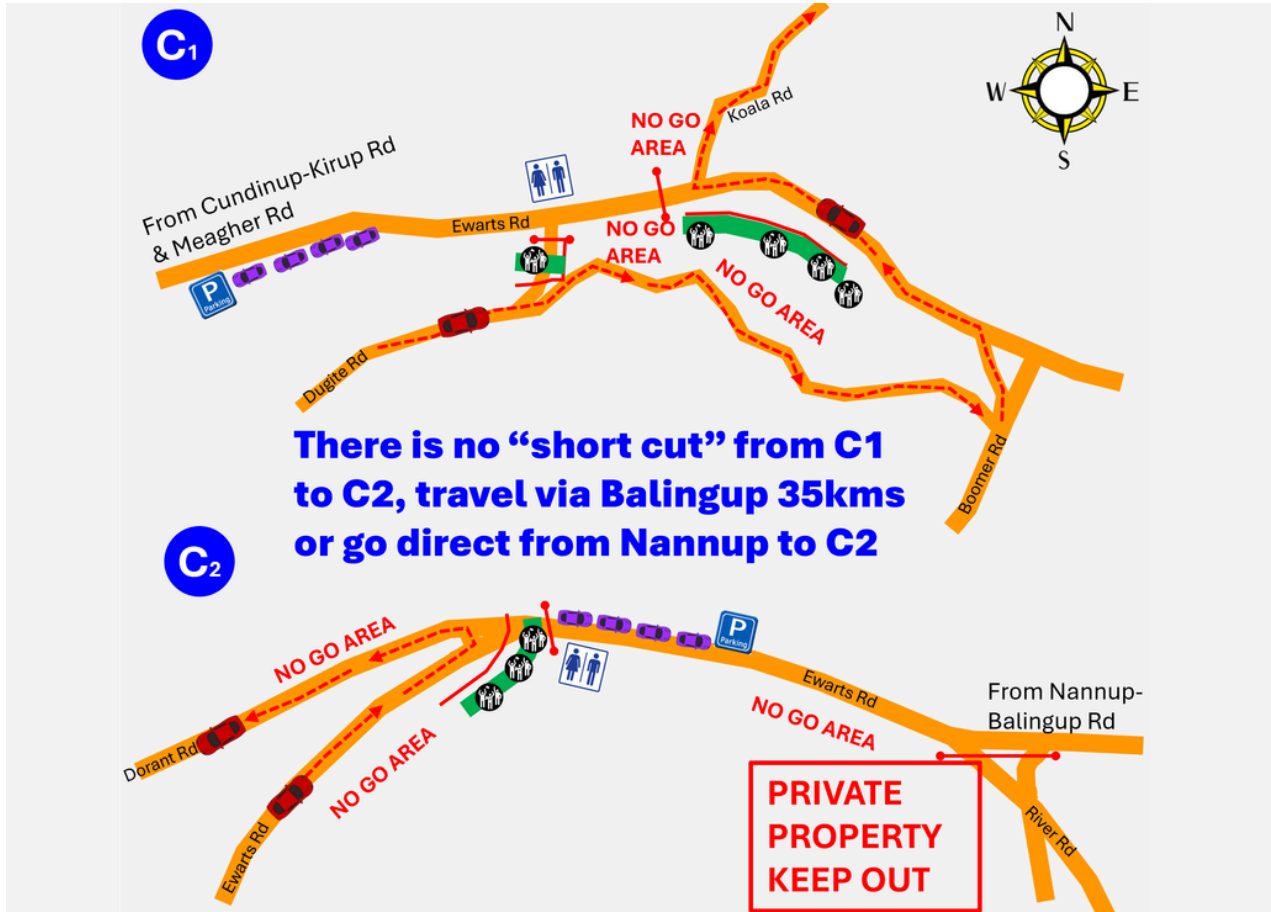 C1
N
W
E
S
Koala Rd
NO GO
AREA
From Cundinup-Kirup Rd
& Meagher Rd
Ewarts Rd
NO GO
AREA
NO GO AREA
P
Parking
Dugite Rd
Boomer Rd
There is no “short cut” from C1
to C2, travel via Balingup 35kms
or go direct from Nannup to C2
C2
NO GO AREA
P
Parking
Ewarts Rd
From Nannup-
Balingup Rd
NO GO AREA
Dorant Rd
NO GO AREA
Ewarts Rd
PRIVATE
PROPERTY
KEEP OUT
River Rd